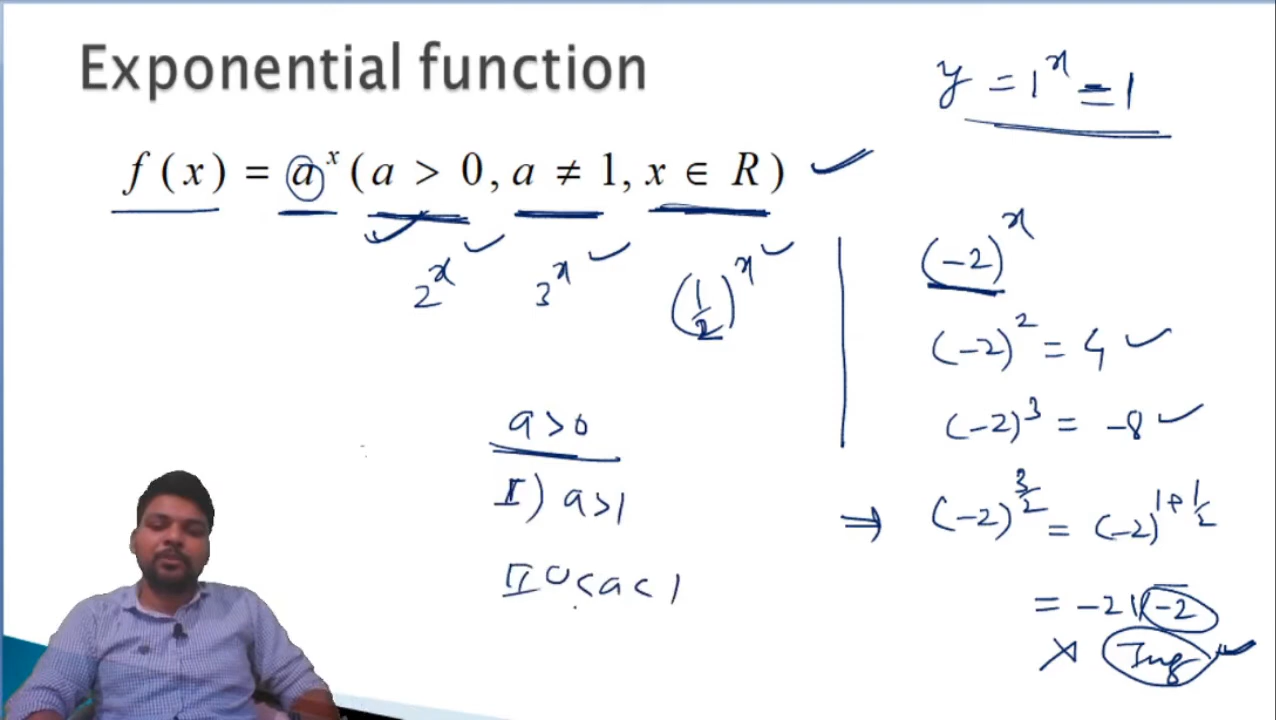 Exponential function
y = 1^x = 1
f(x) = a^x (a > 0, a ≠ 1, x ∈ R)
2^x 3^x (1/2)^x
a>0
I) a>1
II 0<a<1
(-2)^x
(-2)^2 = 4
(-2)^3 = -8
⇒ (-2)^3/2 = (-2)^1+1/2
= -2√-2
× Img